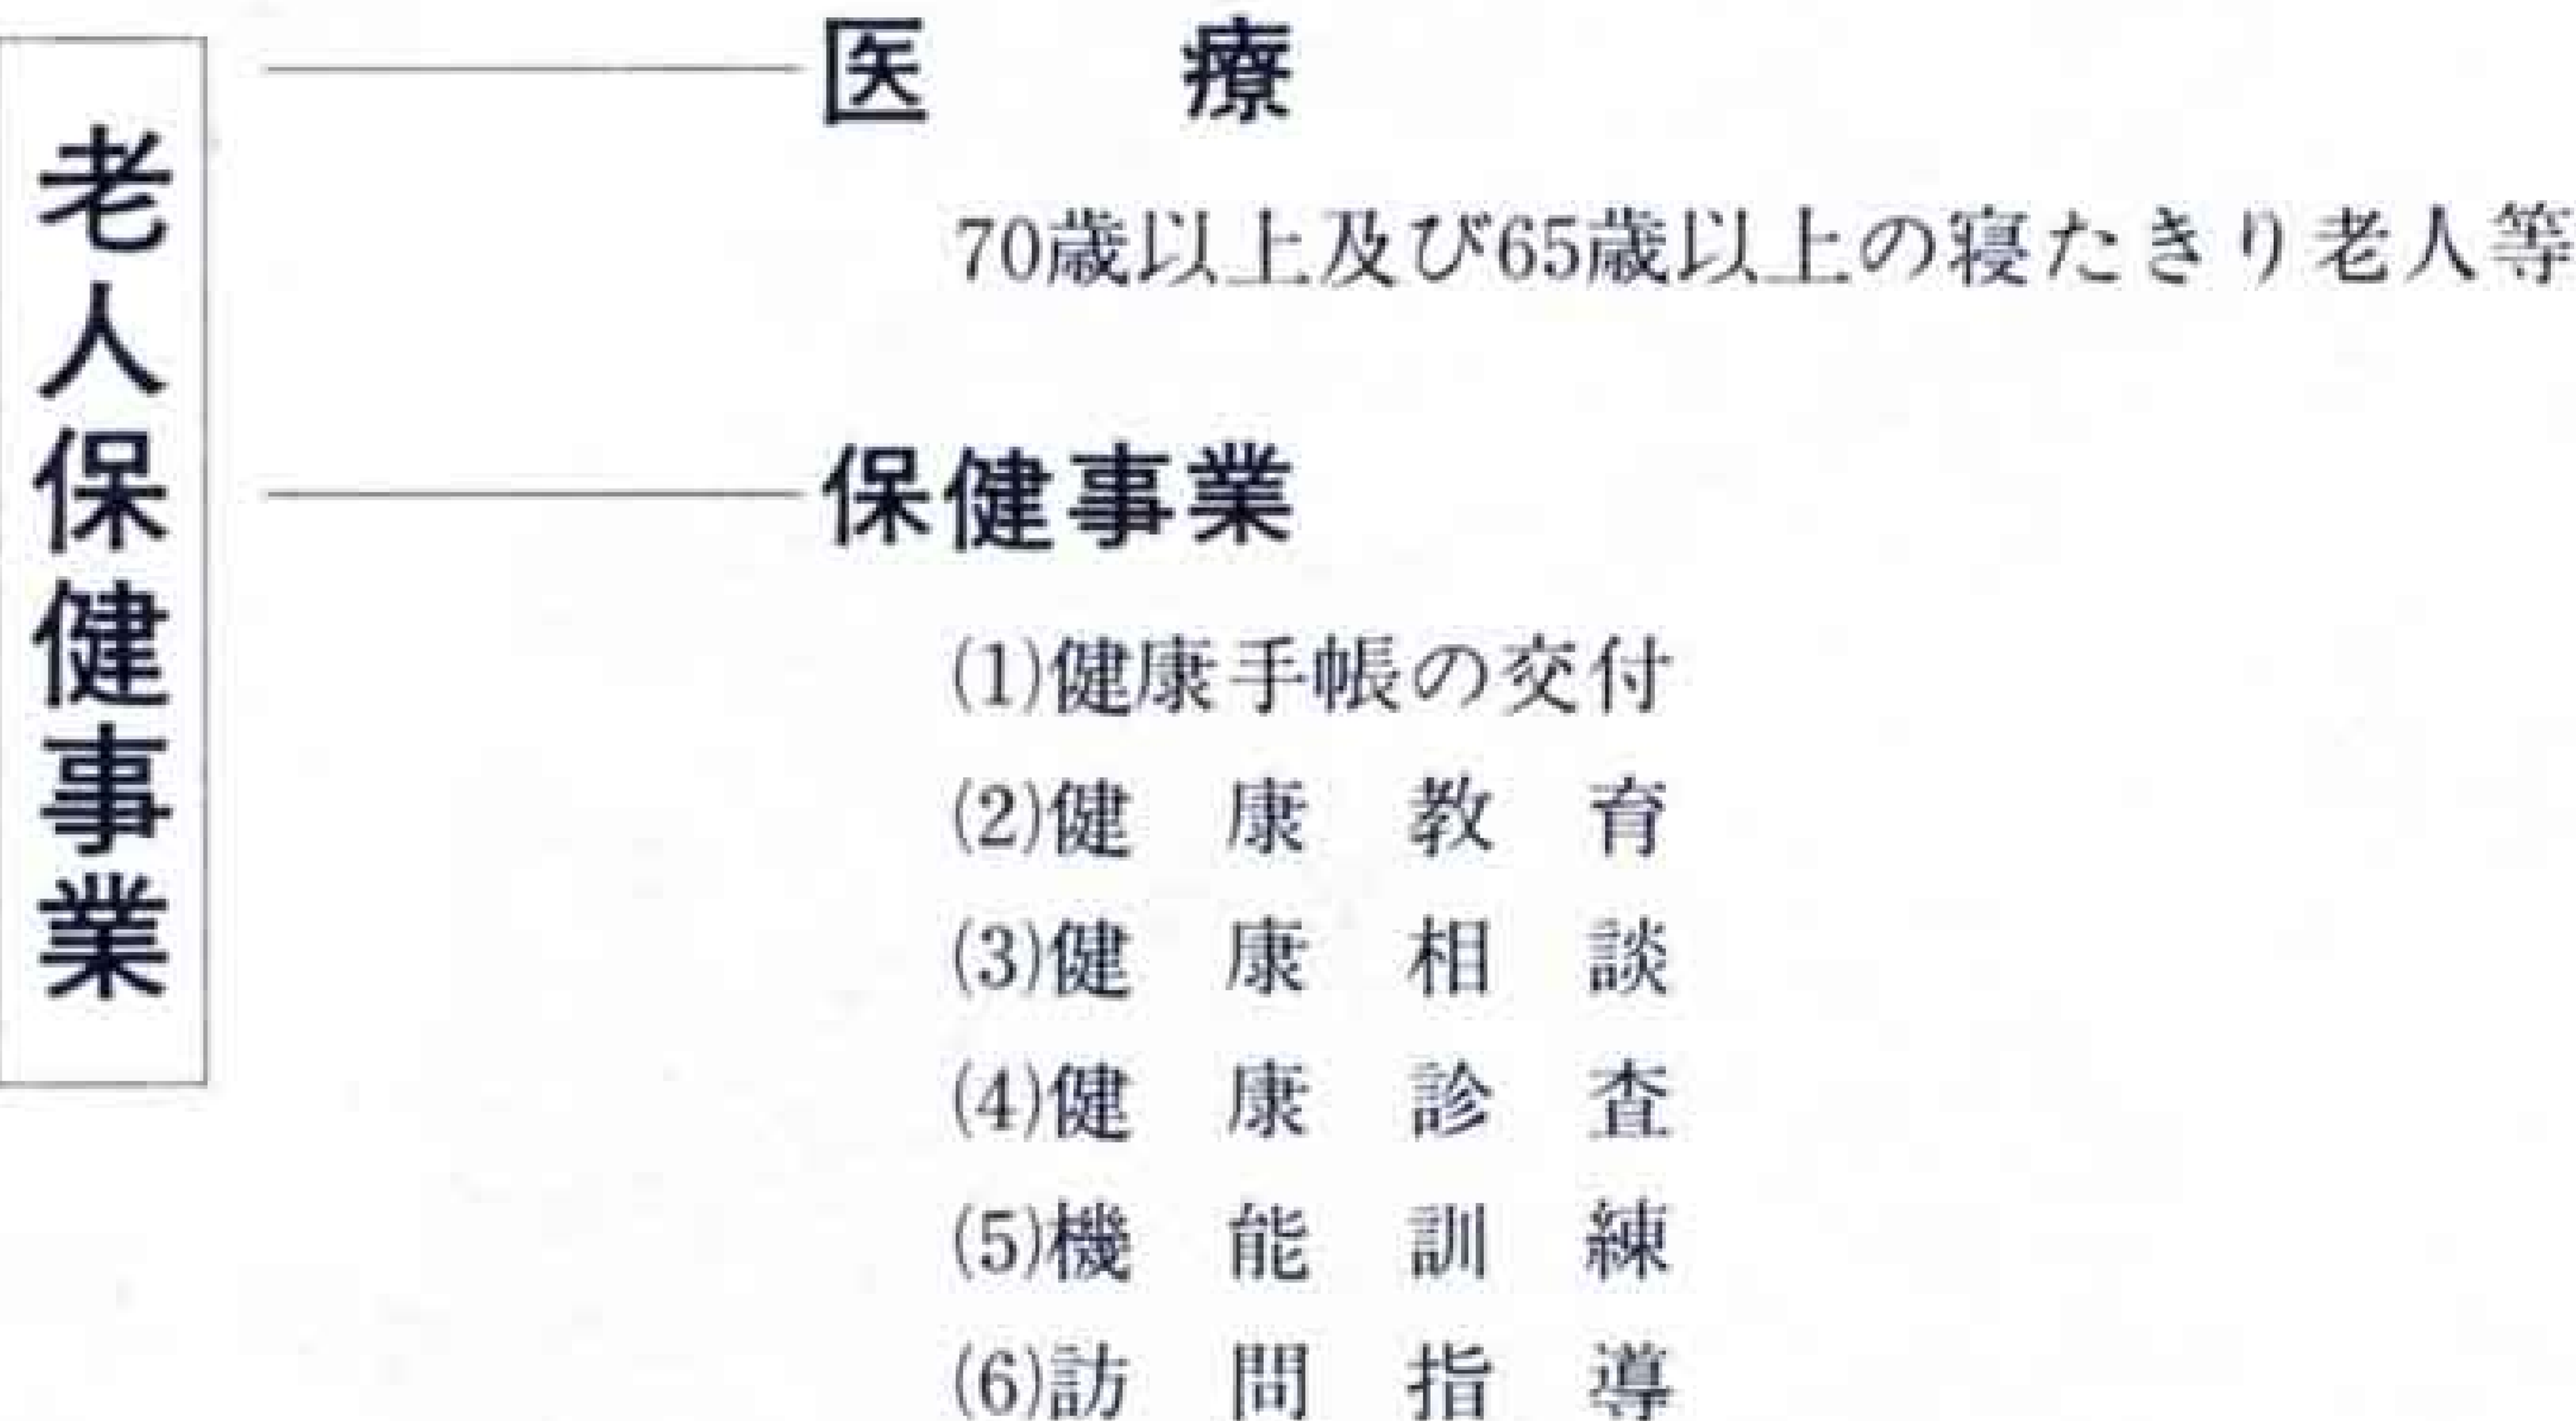 老人保健事業
医療
70歳以上及び65歳以上の寝たきり老人等
保健事業
(1)健康手帳の交付
(2)健康教育
(3)健康相談
(4)健康診査
(5)機能訓練
(6)訪問指導